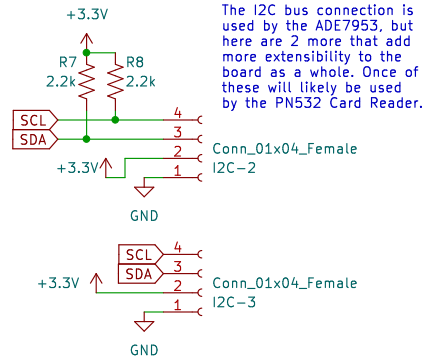 +3.3V
The I2C bus connection is
used by the ADE7953, but
here are 2 more that add
more extensibility to the
board as a whole. Once of
these will likely be used
by the PN532 Card Reader.
R7 R8
2.2k 2.2k
SCL 4
SDA 3
+3.3V 2 Conn_01x04_Female
1 I2C-2
GND
SCL 4
SDA 3
+3.3V 2 Conn_01x04_Female
1 I2C-3
GND